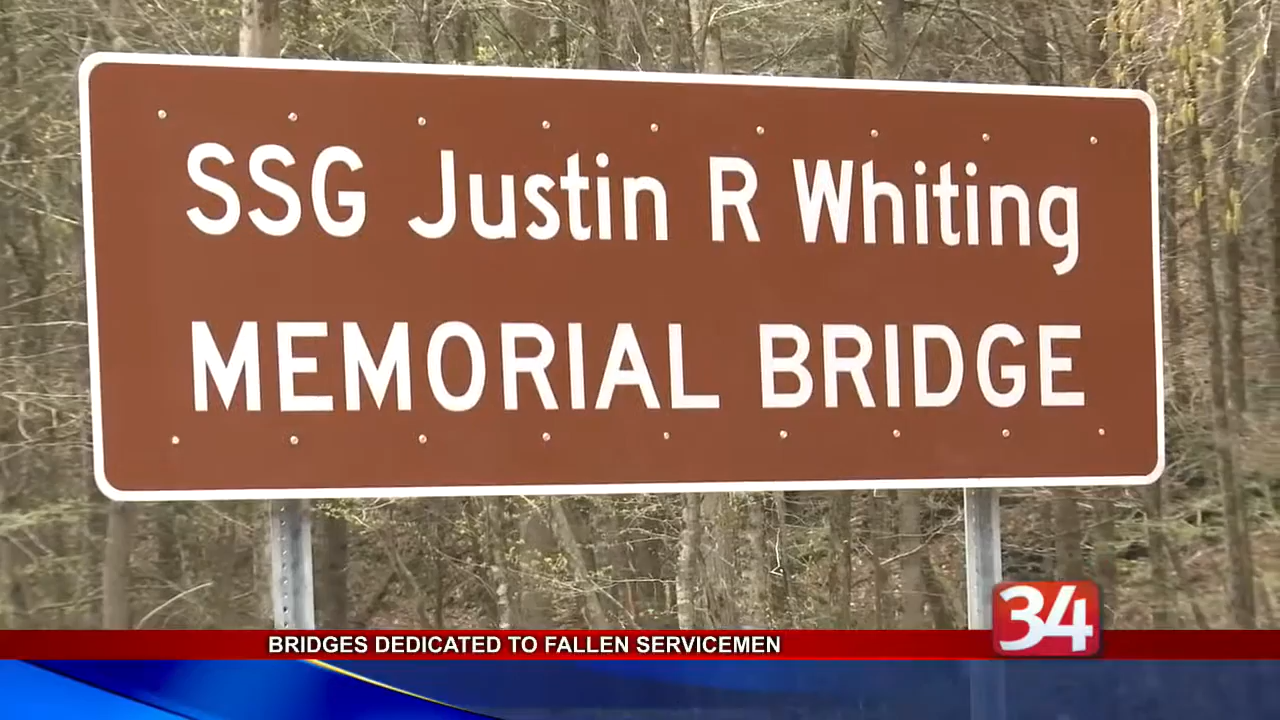 SSG Justin R Whiting
MEMORIAL BRIDGE
34
BRIDGES DEDICATED TO FALLEN SERVICEMEN